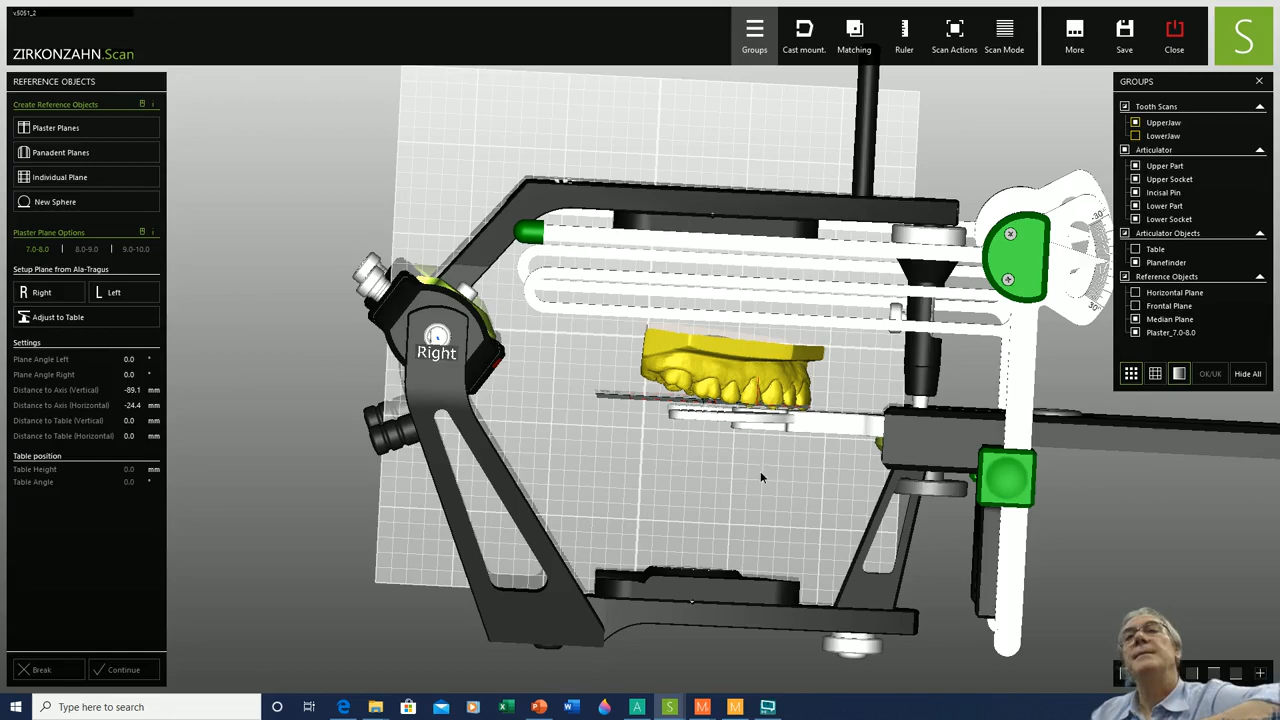 v.5051_2
ZIRKONZAHN.Scan
Groups
Cast mount.
Matching
Ruler
Scan Actions
Scan Mode
More
Save
Close
S
REFERENCE OBJECTS
Create Reference Objects
Plaster Planes
Panadent Planes
Individual Plane
New Sphere
Plaster Plane Options
7.0-8.0 | 8.0-9.0 | 9.0-10.0
Setup Plane from Ala-Tragus
R Right L Left
Adjust to Table
Settings
Plane Angle Left 0.0 °
Plane Angle Right 0.0 °
Distance to Axis (Vertical) -89.1 mm
Distance to Axis (Horizontal) -24.4 mm
Distance to Table (Vertical) 0.0 mm
Distance to Table (Horizontal) 0.0 mm
Table position
Table Height 0.0 mm
Table Angle 0.0 °
Break Continue
Right
30
30
GROUPS
Tooth Scans
UpperJaw
LowerJaw
Articulator
Upper Part
Upper Socket
Incisal Pin
Lower Part
Lower Socket
Articulator Objects
Table
Planefinder
Reference Objects
Horizontal Plane
Frontal Plane
Median Plane
Plaster_7.0-8.0
OK/UK
Hide All
Type here to search